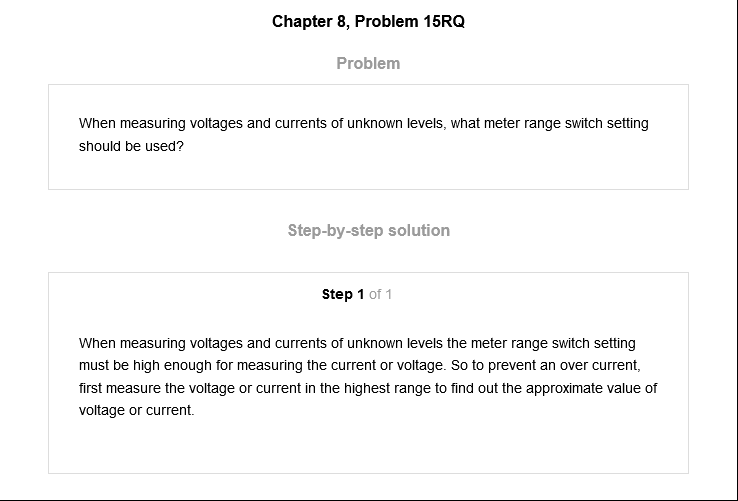 Chapter 8, Problem 15RQ
Problem
When measuring voltages and currents of unknown levels, what meter range switch setting
should be used?
Step-by-step solution
Step 1 of 1
When measuring voltages and currents of unknown levels the meter range switch setting
must be high enough for measuring the current or voltage. So to prevent an over current,
first measure the voltage or current in the highest range to find out the approximate value of
voltage or current.